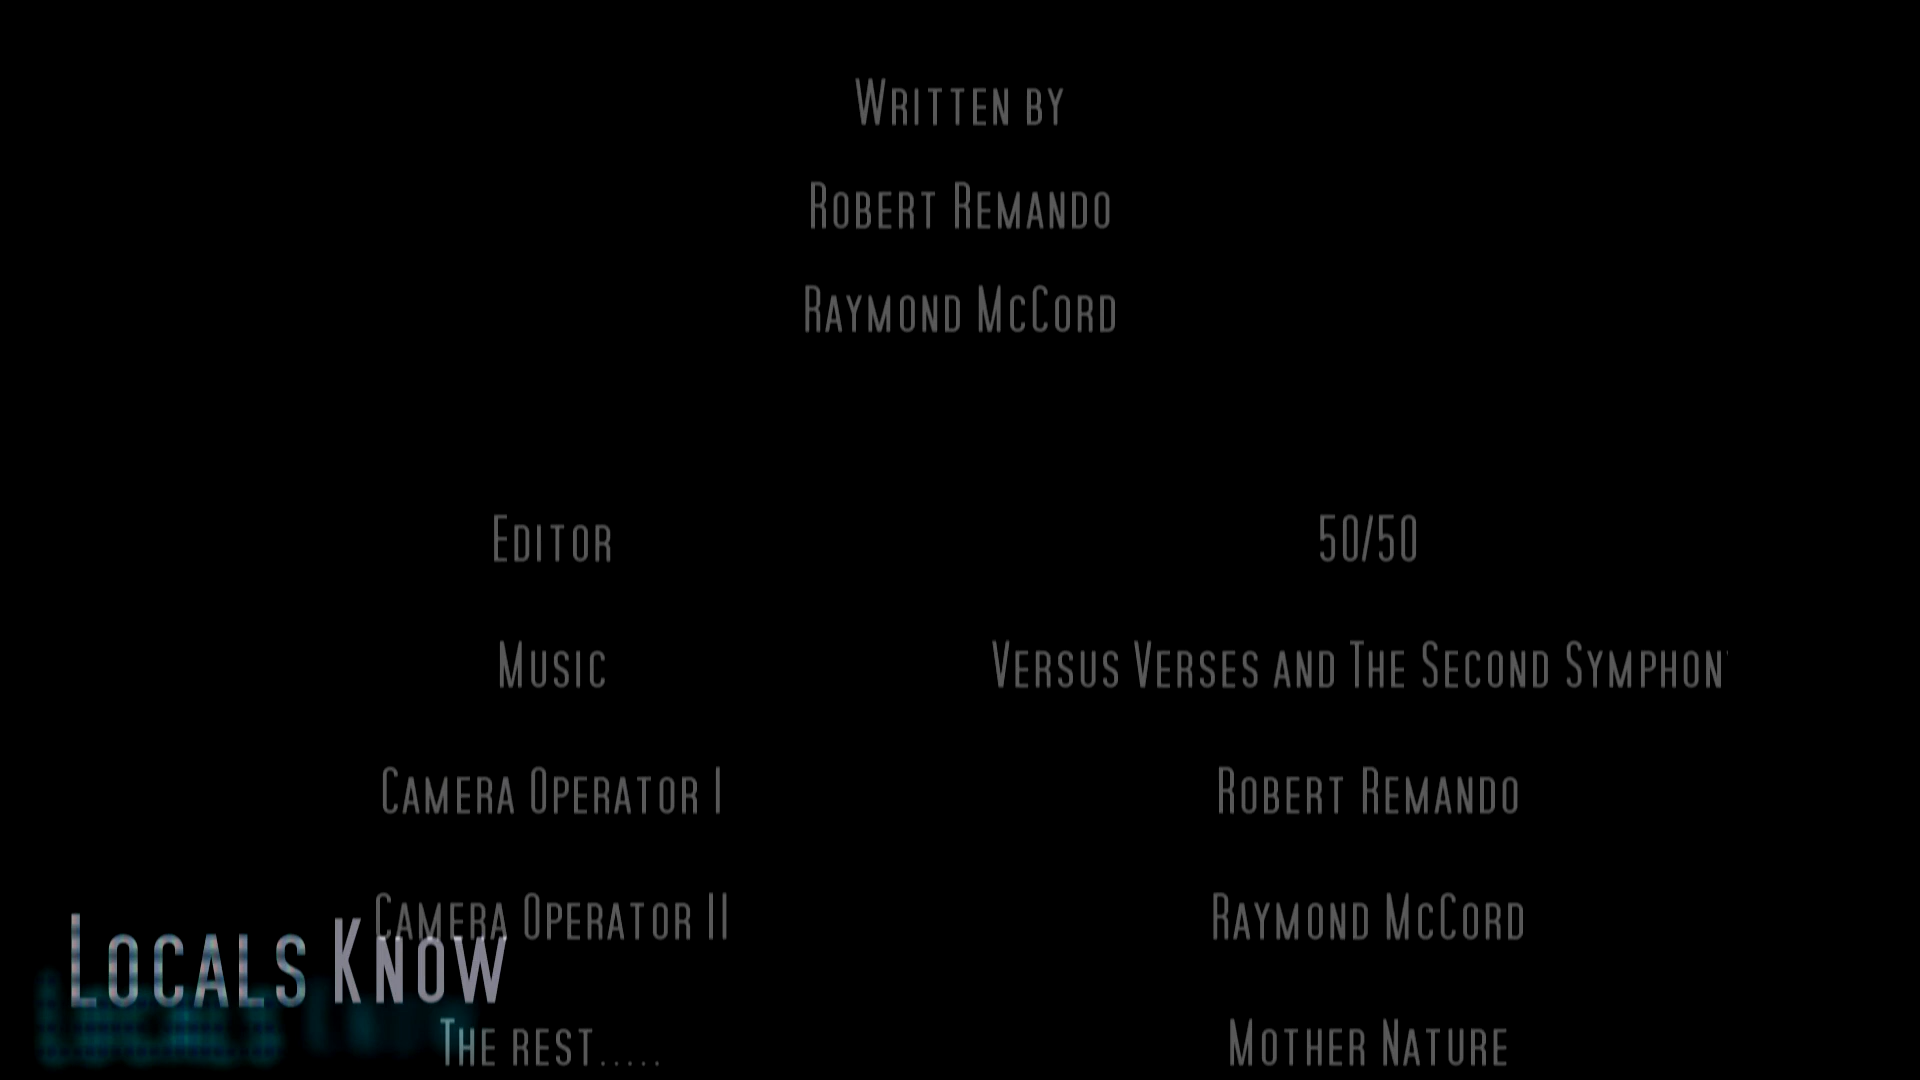 Written by
Robert Remando
Raymond McCord
Editor 50/50
Music Versus Verses and The Second Symphon
Camera Operator I Robert Remando
Camera Operator II Raymond McCord
Locals Know
The rest..... Mother Nature